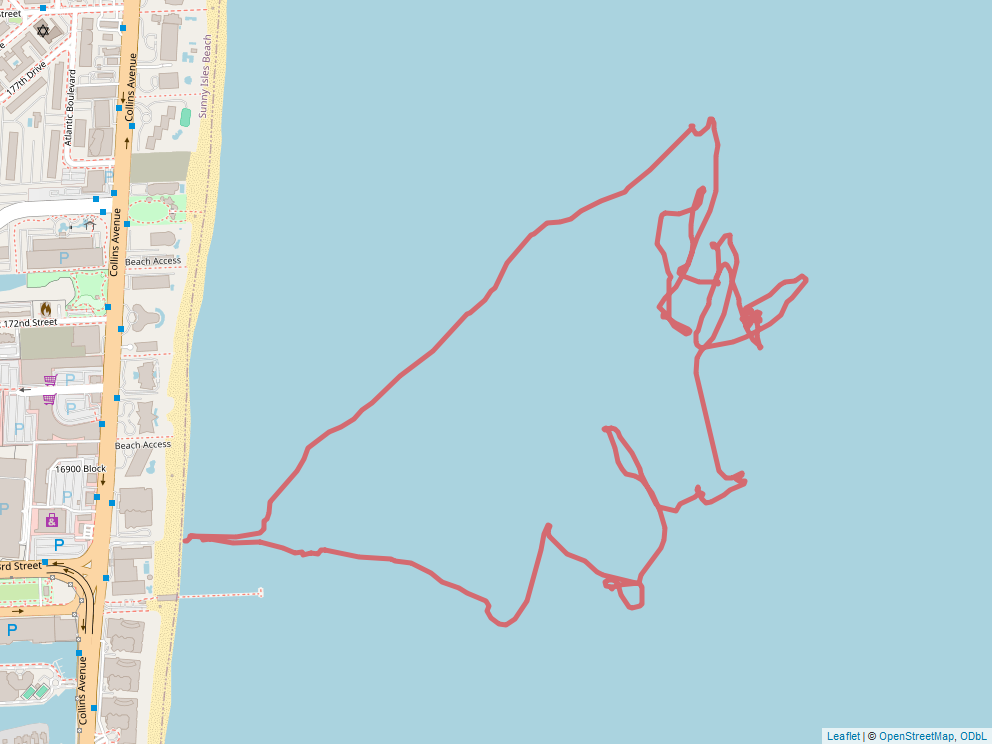 Street
177th Drive
Atlantic Boulevard
Collins Avenue
Sunny Isles Beach
Collins Avenue
P
P
Beach Access
172nd Street
P
P
P
Beach Access
16900 Block
P
P
P
3rd Street
P
Collins Avenue
Leaflet | © OpenStreetMap, ODbL